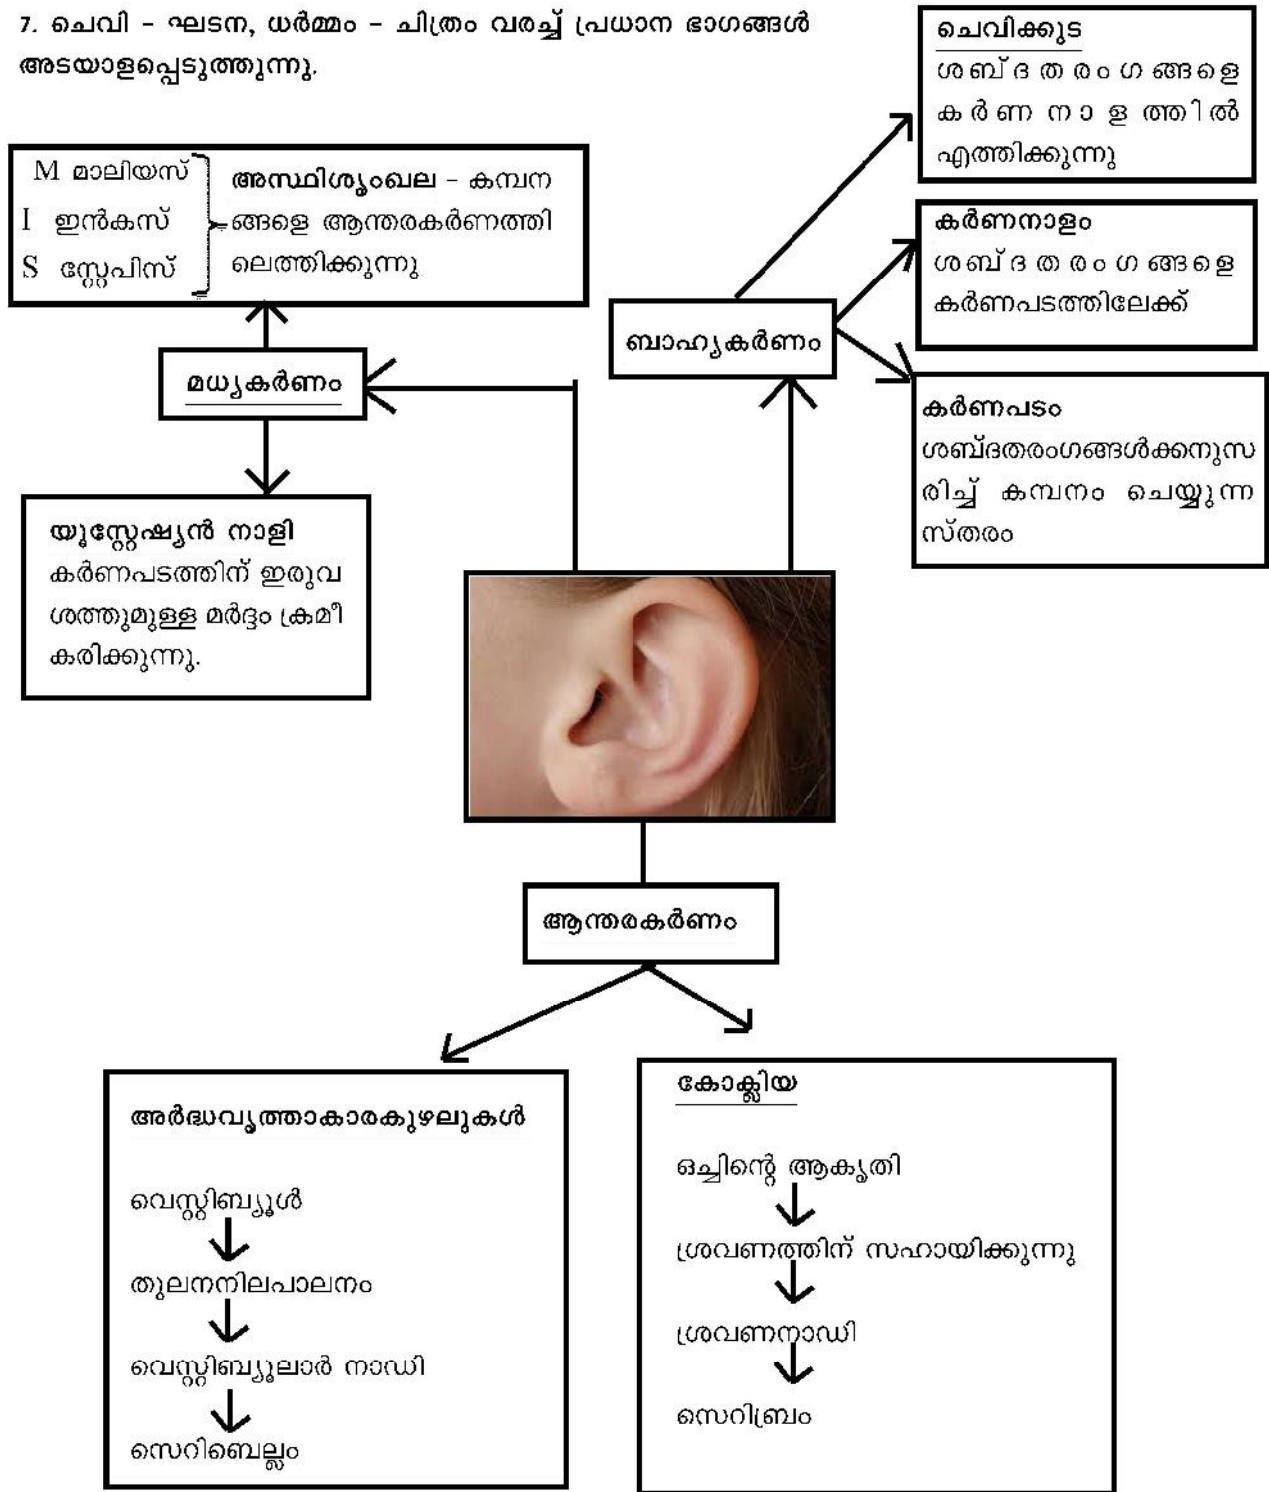 7. ചെവി – ഘടന, ധർമ്മം – ചിത്രം വരച്ച് പ്രധാന ഭാഗങ്ങൾ
അടയാളപ്പെടുത്തുന്നു.
ചെവിക്കുട
ശബ്ദതരംഗങ്ങളെ
കർണനാളത്തിൽ
എത്തിക്കുന്നു
M മാലിയസ്
I ഇൻകസ്
S സ്റ്റേപിസ്
അസ്ഥിശൃംഖല – കമ്പന
ങ്ങളെ ആന്തരകർണത്തി
ലെത്തിക്കുന്നു
കർണനാളം
ശബ്ദതരംഗങ്ങളെ
കർണപടത്തിലേക്ക്
ബാഹ്യകർണം
മധ്യകർണം
കർണപടം
ശബ്ദതരംഗങ്ങൾക്കനുസ
രിച്ച് കമ്പനം ചെയ്യുന്ന
സ്തരം
യൂസ്റ്റേഷ്യൻ നാളി
കർണപടത്തിന് ഇരുവ
ശത്തുമുള്ള മർദ്ദം ക്രമീ
കരിക്കുന്നു.
ആന്തരകർണം
അർദ്ധവൃത്താകാരകുഴലുകൾ
വെസ്റ്റിബ്യൂൾ
തുലനനിലപാലനം
വെസ്റ്റിബ്യൂലാർ നാഡി
സെറിബെല്ലം
കോക്ലിയ
ഒച്ചിന്റെ ആകൃതി
ശ്രവണത്തിന് സഹായിക്കുന്നു
ശ്രവണനാഡി
സെറിബ്രം